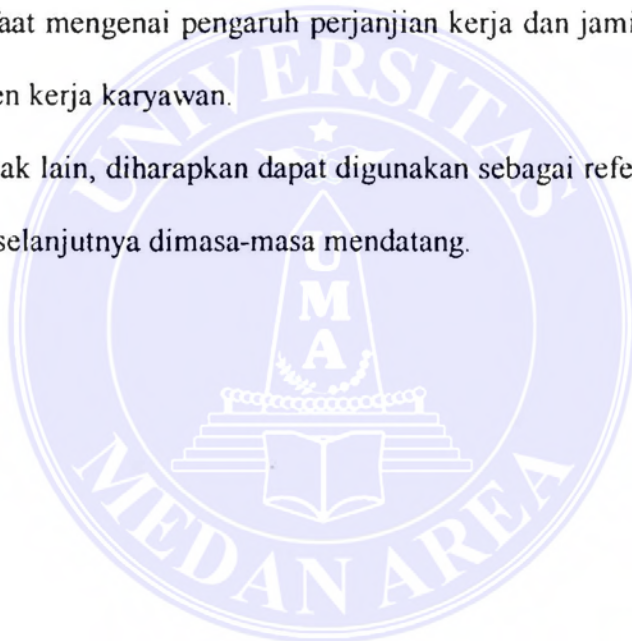 faat mengenai pengaruh perjanjian kerja dan jami
en kerja karyawan.
ak lain, diharapkan dapat digunakan sebagai refe
selanjutnya dimasa-masa mendatang.
UNIVERSITAS
UMA
MEDAN AREA